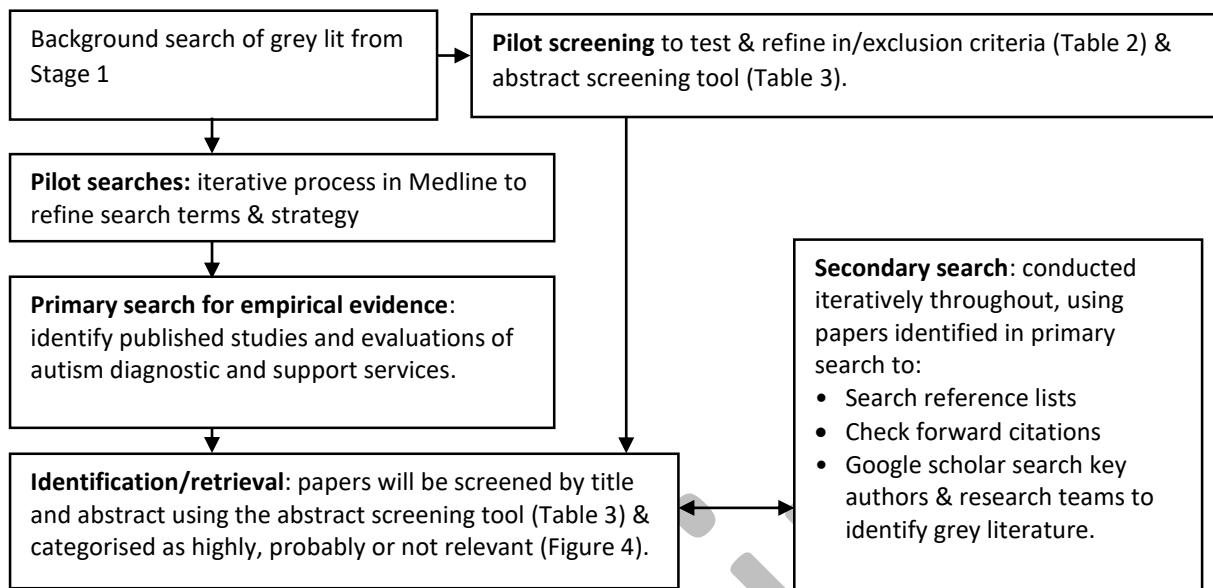 Background search of grey lit from
Stage 1
Pilot screening to test & refine in/exclusion criteria (Table 2) &
abstract screening tool (Table 3).
Pilot searches: iterative process in Medline to
refine search terms & strategy
Primary search for empirical evidence:
identify published studies and evaluations of
autism diagnostic and support services.
Secondary search: conducted
iteratively throughout, using
papers identified in primary
search to:
• Search reference lists
• Check forward citations
• Google scholar search key
authors & research teams to
identify grey literature.
Identification/retrieval: papers will be screened by title
and abstract using the abstract screening tool (Table 3) &
categorised as highly, probably or not relevant (Figure 4).